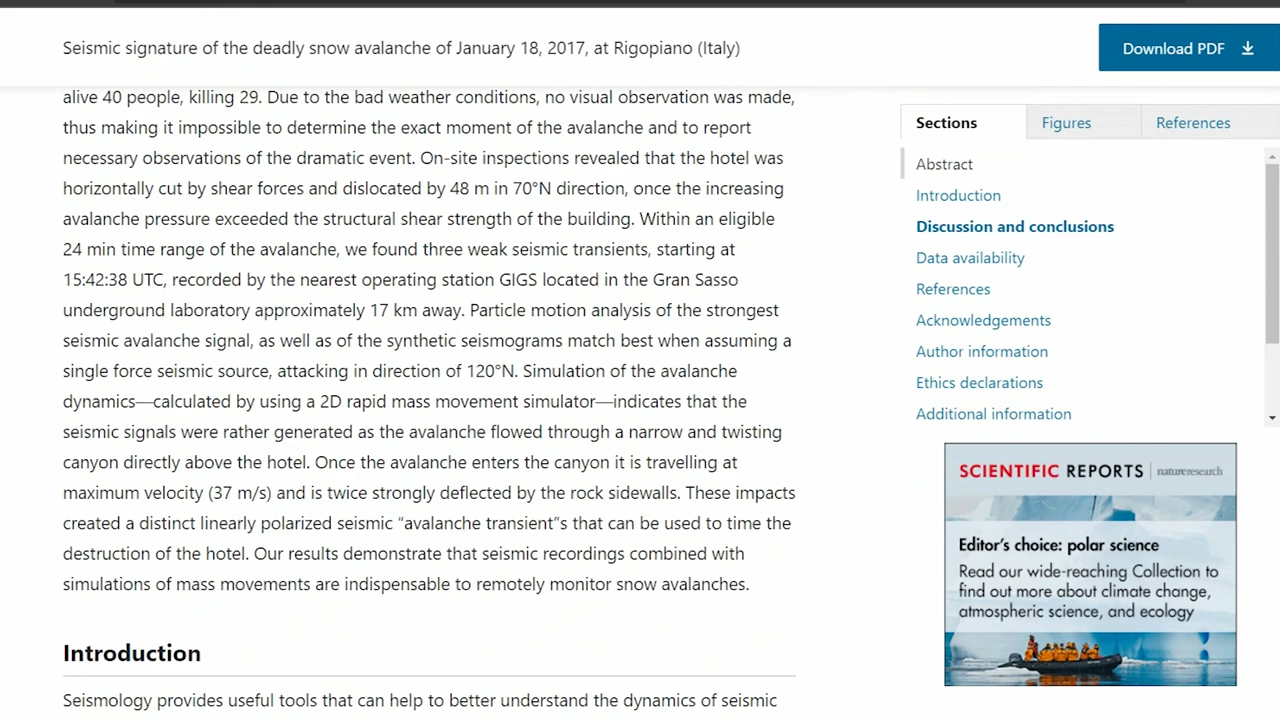 Seismic signature of the deadly snow avalanche of January 18, 2017, at Rigopiano (Italy)
Download PDF
alive 40 people, killing 29. Due to the bad weather conditions, no visual observation was made,
thus making it impossible to determine the exact moment of the avalanche and to report
necessary observations of the dramatic event. On-site inspections revealed that the hotel was
horizontally cut by shear forces and dislocated by 48 m in 70°N direction, once the increasing
avalanche pressure exceeded the structural shear strength of the building. Within an eligible
24 min time range of the avalanche, we found three weak seismic transients, starting at
15:42:38 UTC, recorded by the nearest operating station GIGS located in the Gran Sasso
underground laboratory approximately 17 km away. Particle motion analysis of the strongest
seismic avalanche signal, as well as of the synthetic seismograms match best when assuming a
single force seismic source, attacking in direction of 120°N. Simulation of the avalanche
dynamics—calculated by using a 2D rapid mass movement simulator—indicates that the
seismic signals were rather generated as the avalanche flowed through a narrow and twisting
canyon directly above the hotel. Once the avalanche enters the canyon it is travelling at
maximum velocity (37 m/s) and is twice strongly deflected by the rock sidewalls. These impacts
created a distinct linearly polarized seismic “avalanche transient”s that can be used to time the
destruction of the hotel. Our results demonstrate that seismic recordings combined with
simulations of mass movements are indispensable to remotely monitor snow avalanches.
Introduction
Seismology provides useful tools that can help to better understand the dynamics of seismic
Sections
Figures
References
Abstract
Introduction
Discussion and conclusions
Data availability
References
Acknowledgements
Author information
Ethics declarations
Additional information
SCIENTIFIC REPORTS natureresearch
Editor's choice: polar science
Read our wide-reaching Collection to
find out more about climate change,
atmospheric science, and ecology